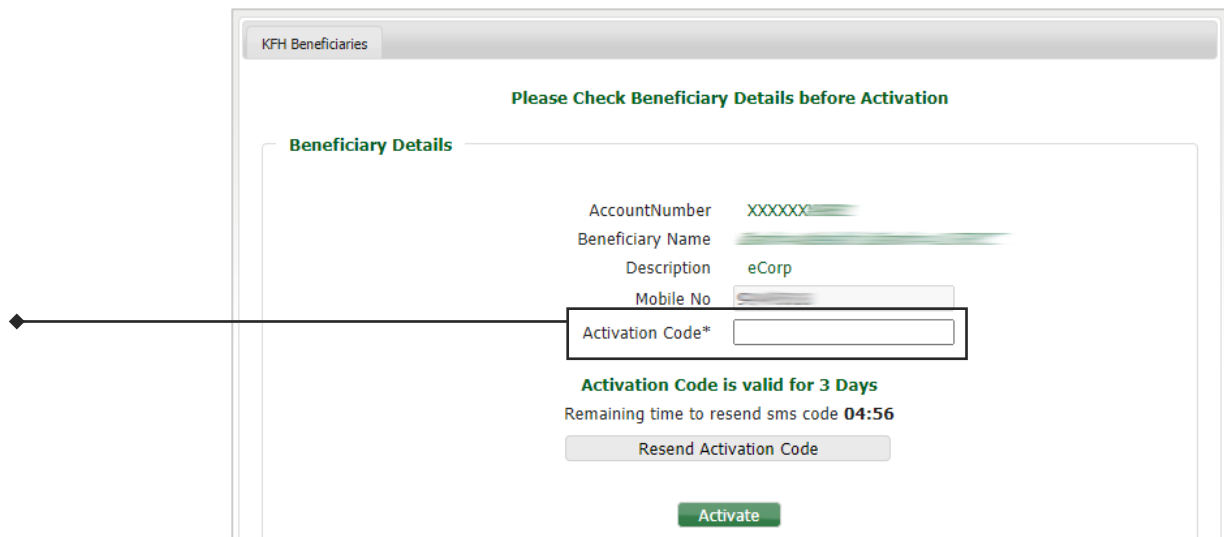 KFH Beneficiaries
Please Check Beneficiary Details before Activation
Beneficiary Details
AccountNumber XXXXXX
Beneficiary Name
Description eCorp
Mobile No
Activation Code*
Activation Code is valid for 3 Days
Remaining time to resend sms code 04:56
Resend Activation Code
Activate